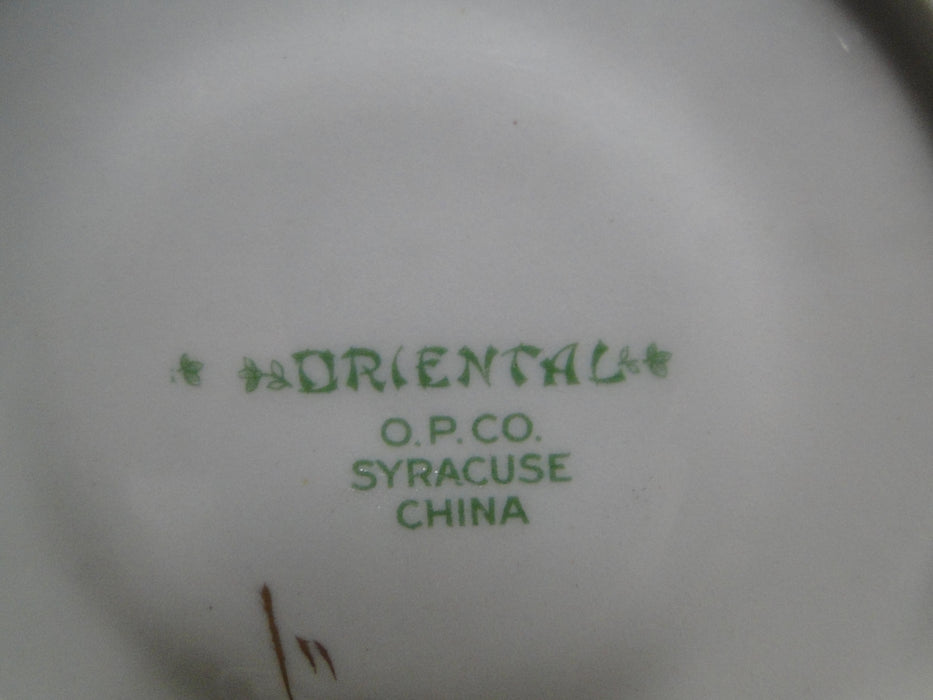 ORIENTAL
O.P.CO.
SYRACUSE
CHINA